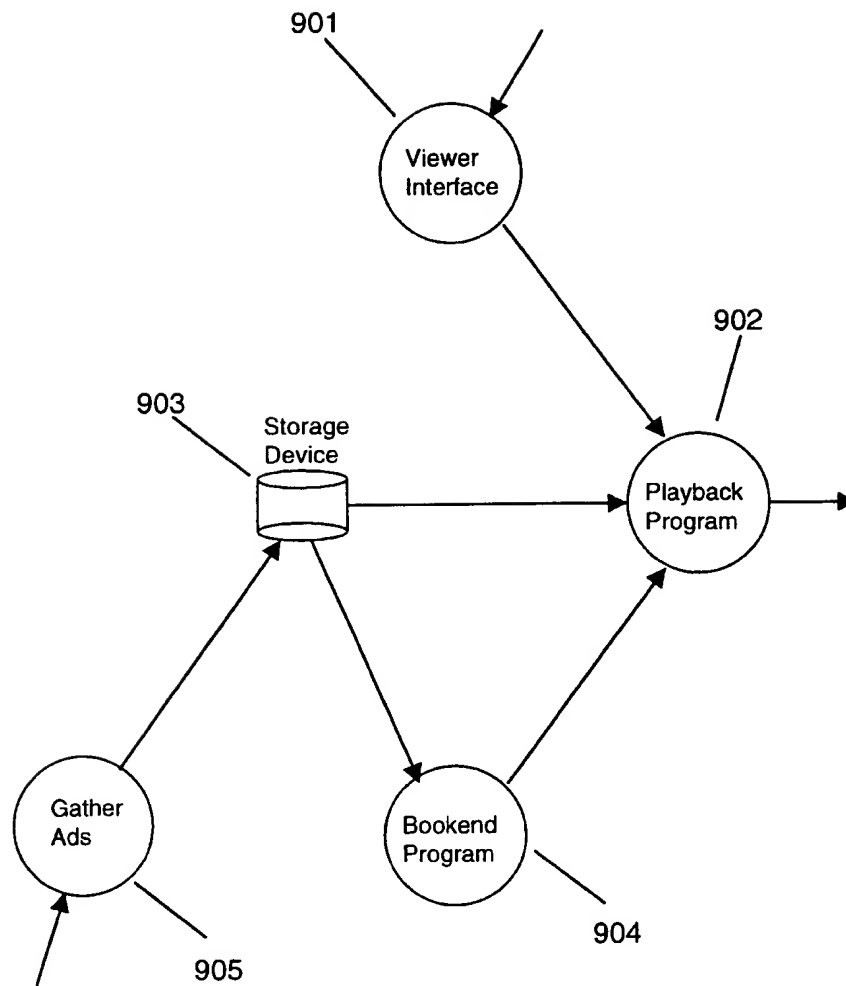 901
Viewer
Interface
902
903
Storage
Device
Playback
Program
Gather
Ads
Bookend
Program
904
905